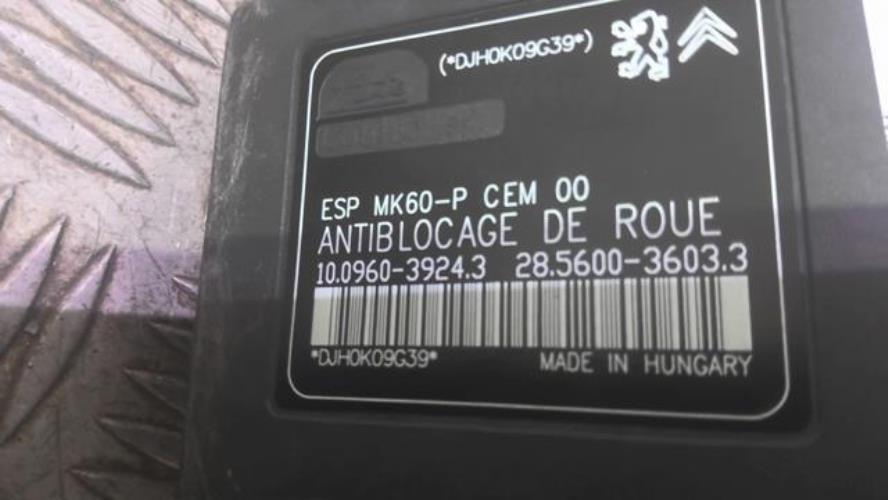 (*DJH0K09G39*)
ESP MK60-P CEM 00
ANTIBLOCAGE DE ROUE
10.0960-3924.3 28.5600-3603.3
*DJH0K09G39*
MADE IN HUNGARY